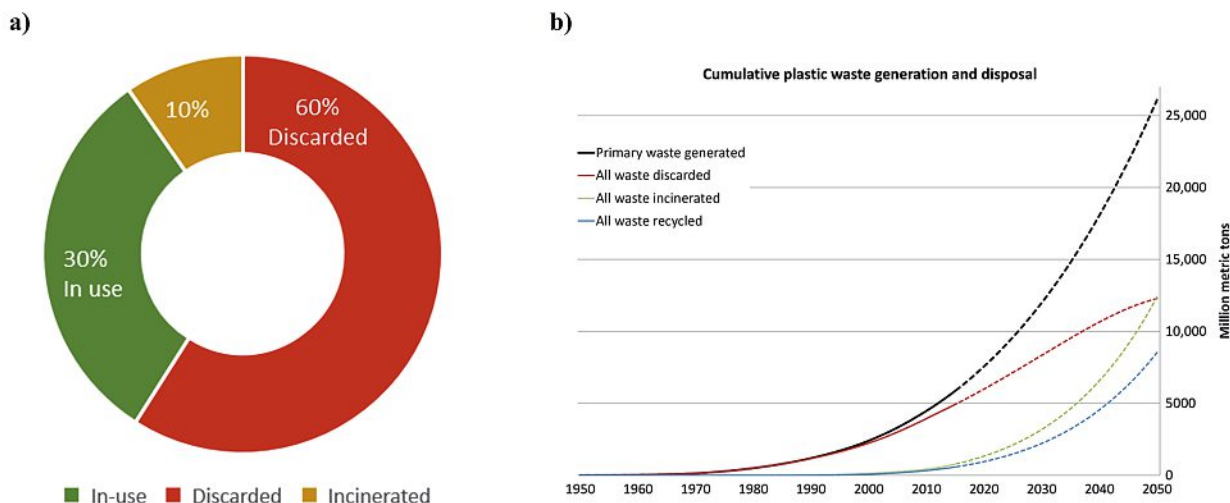 a)
10%
60%
Discarded
30%
In use
In-use Discarded Incinerated
b)
Cumulative plastic waste generation and disposal
Primary waste generated
All waste discarded
All waste incinerated
All waste recycled
25,000
20,000
15,000
10,000
5000
0
Million metric tons
1950 1960 1970 1980 1990 2000 2010 2020 2030 2040 2050